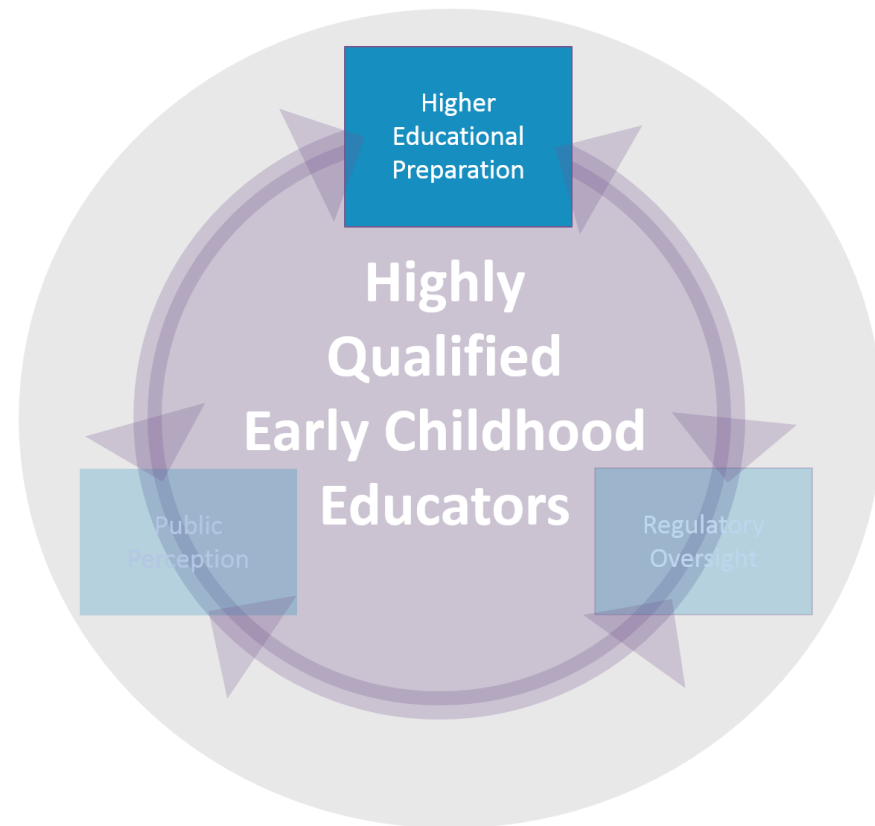 Higher
Educational
Preparation
Highly
Qualified
Early Childhood
Educators
Public
Perception
Regulatory
Oversight